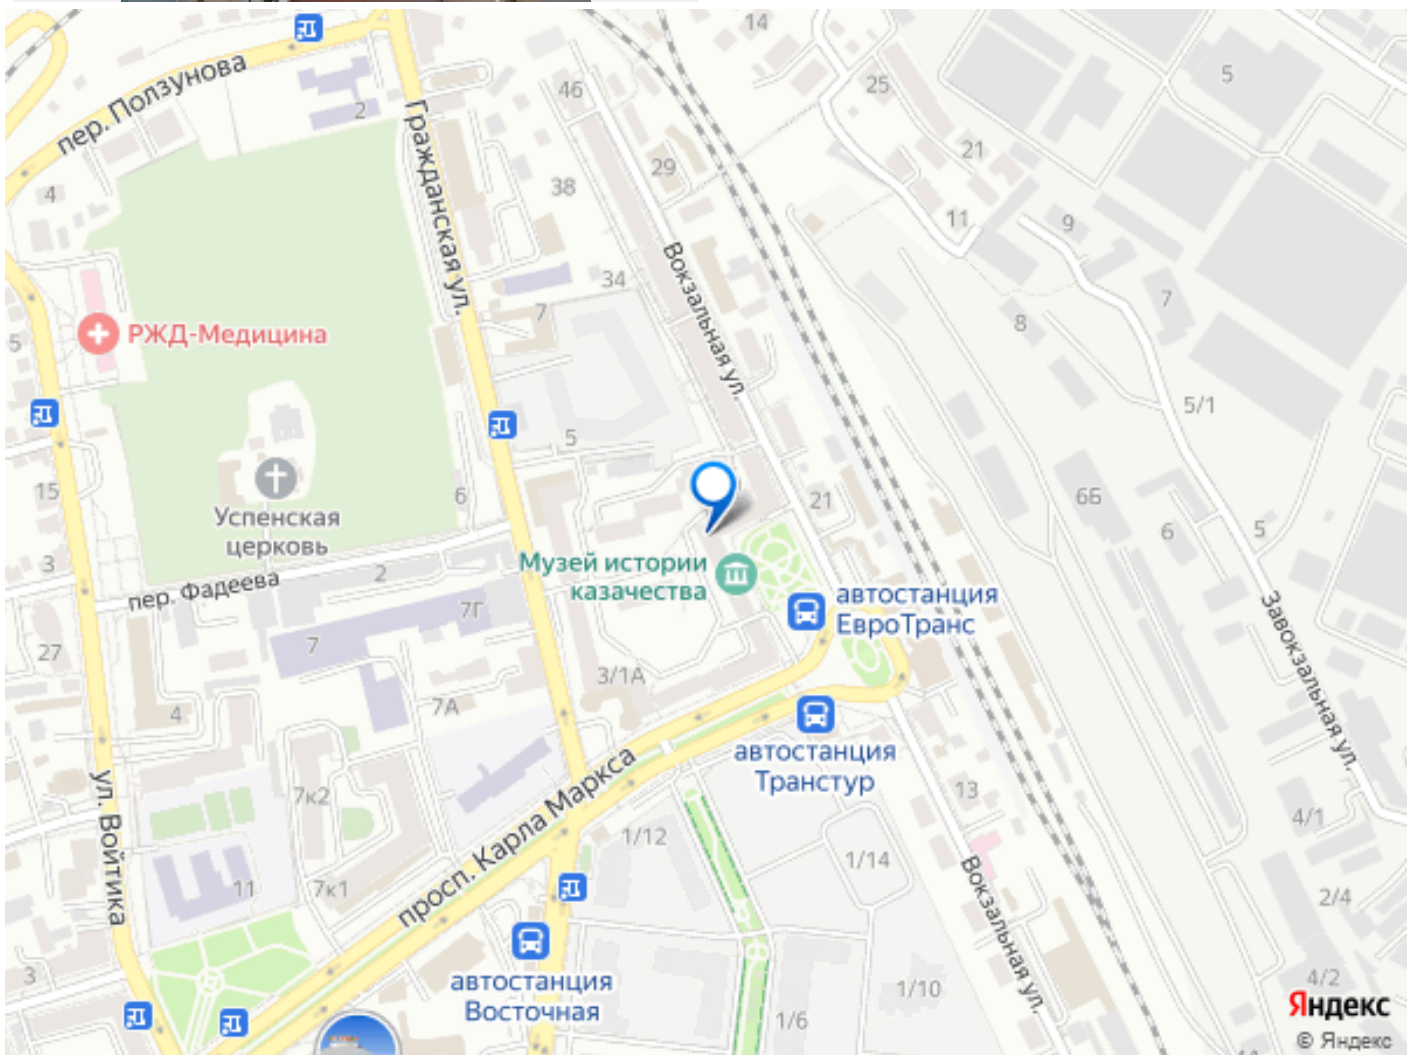 14
5
25
46
пер. Ползунова
2
Гражданская ул.
21
29
38
4
11
9
Вокзальная ул.
34
7
7
8
РЖД-Медицина
5
5/1
5
15
6
21
6Б
Успенская
церковь
6
5
Музей истории
казачества
3
пер. Фадеева
2
автостанция
ЕвроТранс
7Г
Завокзальная ул.
7
27
3/1А
4
7А
автостанция
Транстур
просп. Карла Маркса
ул. Войтика
7к2
13
4/1
1/12
1/14
Вокзальная ул.
11
7к1
2/4
автостанция
Восточная
3
1/10
4/2
1/6
Яндекс
© Яндекс